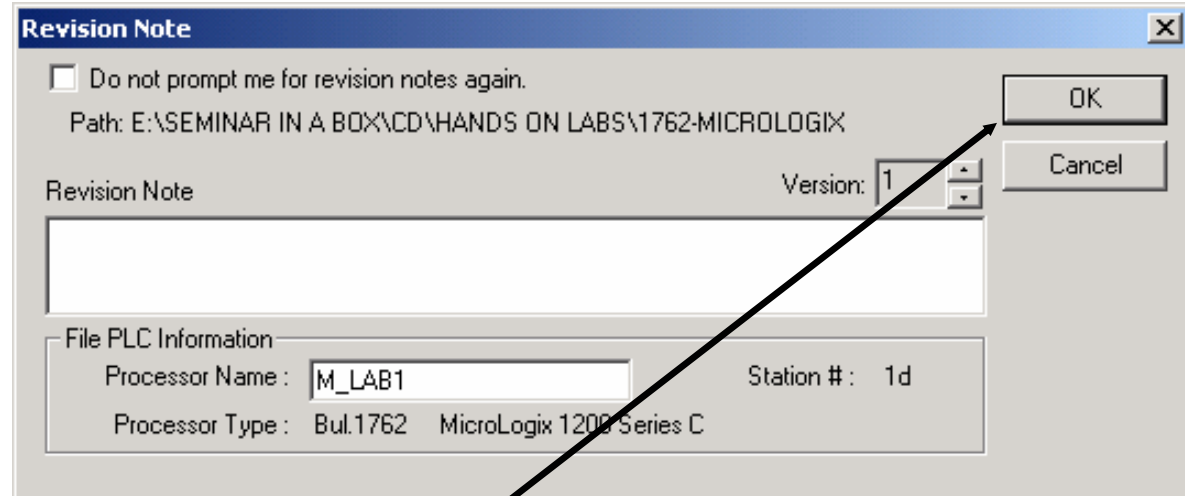 Revision Note
Do not prompt me for revision notes again.
OK
Path: E:\SEMINAR IN A BOX\CD\HANDS ON LABS\1762-MICROLOGIX
Cancel
Version: 1
Revision Note
File PLC Information
Processor Name : M_LAB1 Station # : 1d
Processor Type : Bul.1762 MicroLogix 1200 Series C